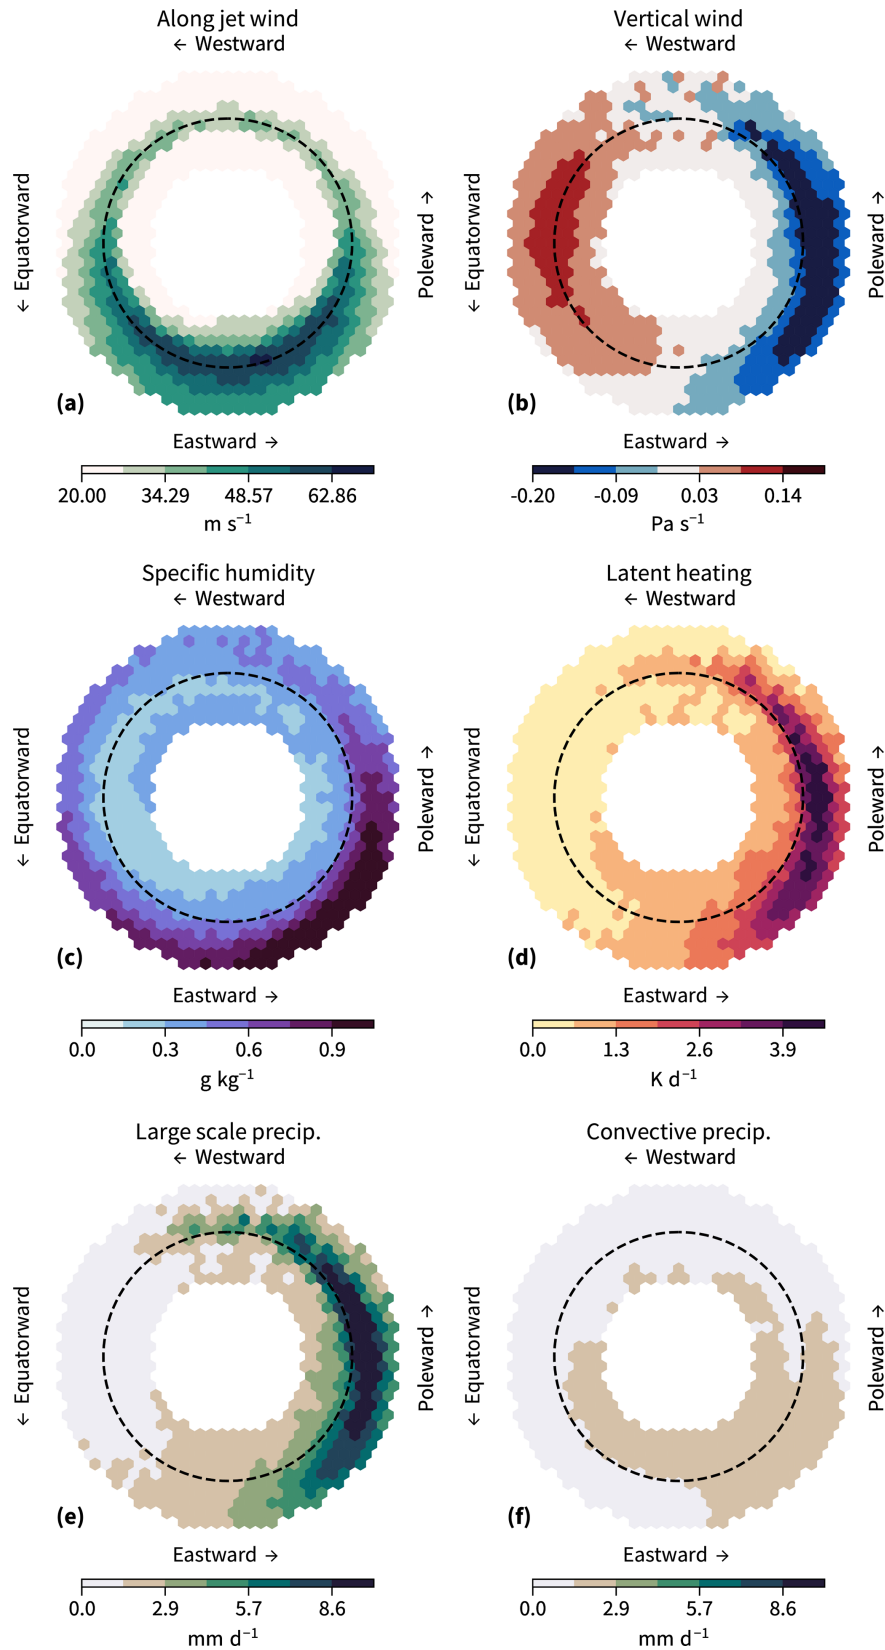 Along jet wind
← Westward
← Equatorward
Poleward →
(a)
Eastward →
20.00 34.29 48.57 62.86
m s⁻¹
Vertical wind
← Westward
← Equatorward
Poleward →
(b)
Eastward →
-0.20 -0.09 0.03 0.14
Pa s⁻¹
Specific humidity
← Westward
← Equatorward
Poleward →
(c)
Eastward →
0.0 0.3 0.6 0.9
g kg⁻¹
Latent heating
← Westward
← Equatorward
Poleward →
(d)
Eastward →
0.0 1.3 2.6 3.9
K d⁻¹
Large scale precip.
← Westward
← Equatorward
Poleward →
(e)
Eastward →
0.0 2.9 5.7 8.6
mm d⁻¹
Convective precip.
← Westward
← Equatorward
Poleward →
(f)
Eastward →
0.0 2.9 5.7 8.6
mm d⁻¹